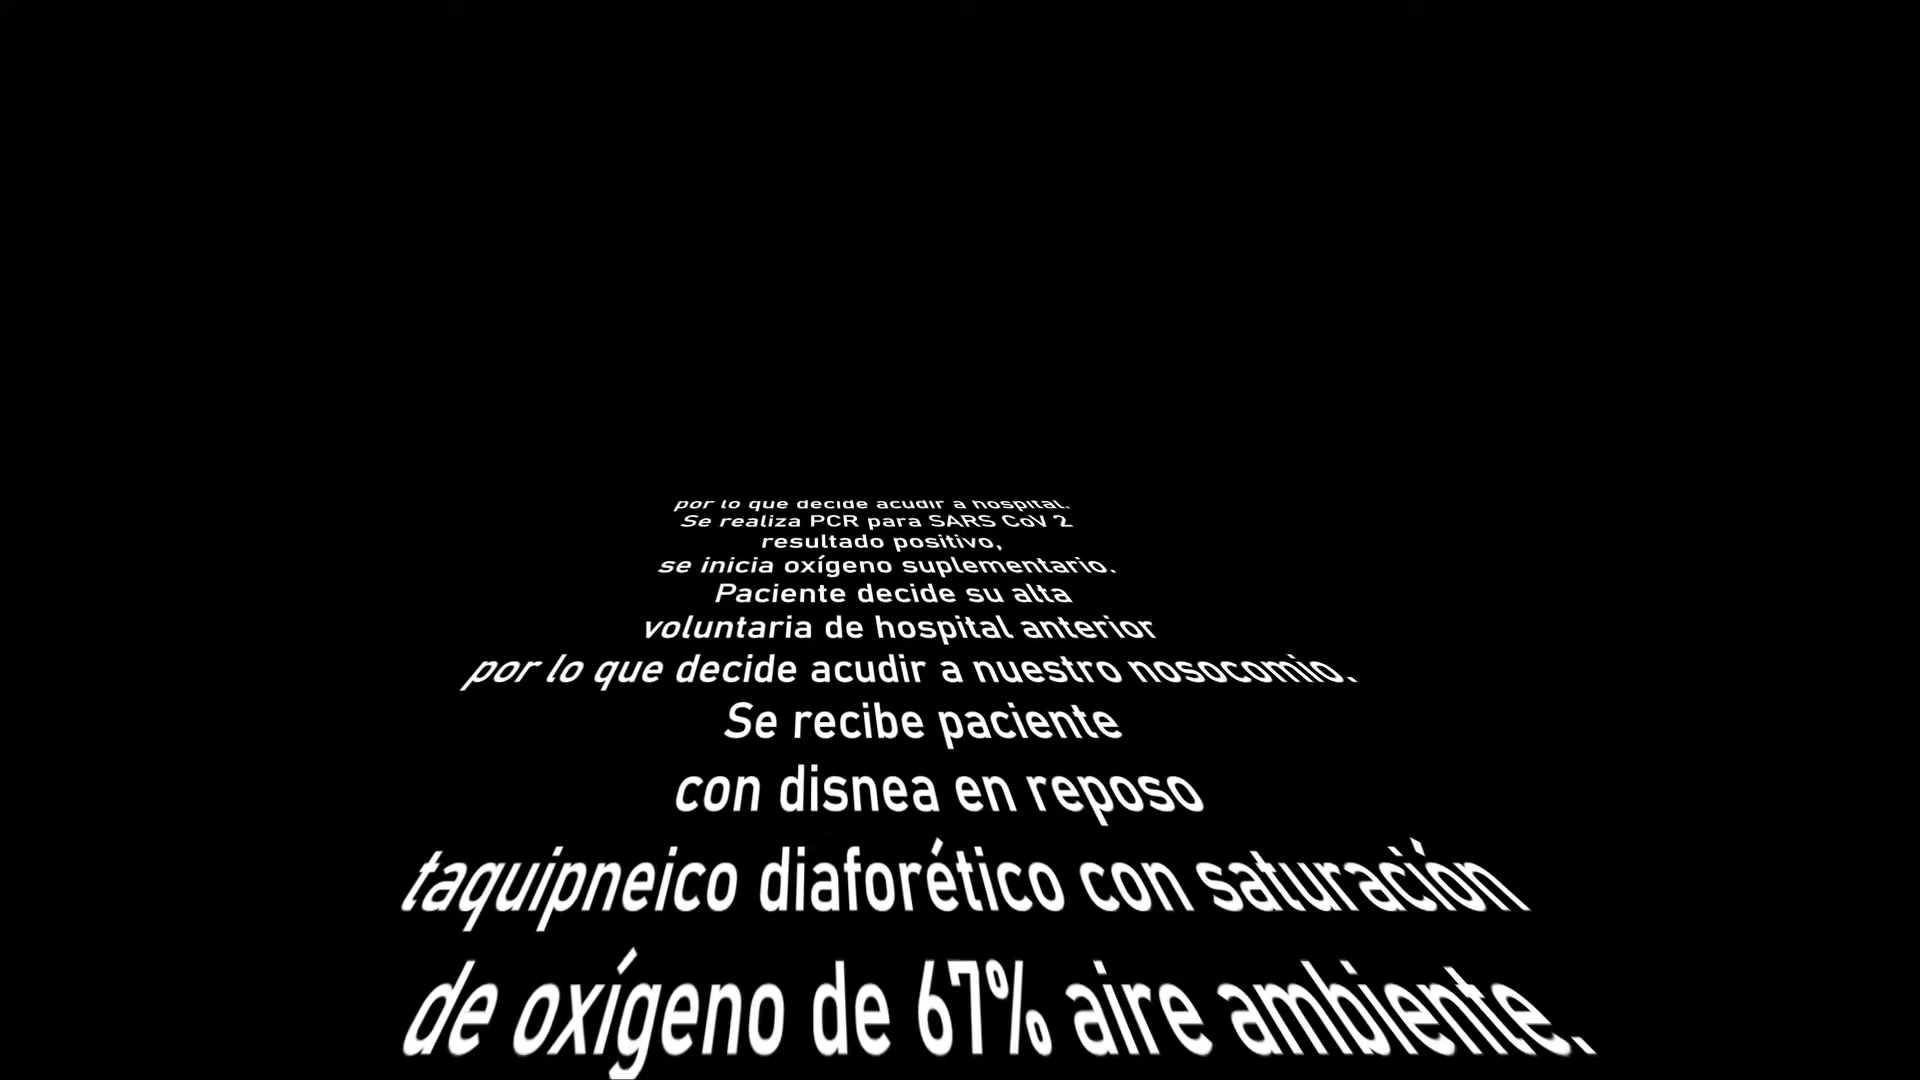 por lo que decide acudir a hospital.
Se realiza PCR para SARS CoV 2
resultado positivo,
se inicia oxígeno suplementario.
Paciente decide su alta
voluntaria de hospital anterior
por lo que decide acudir a nuestro nosocomio.
Se recibe paciente
con disnea en reposo
taquipneico diaforético con saturación
de oxígeno de 67% aire ambiente.